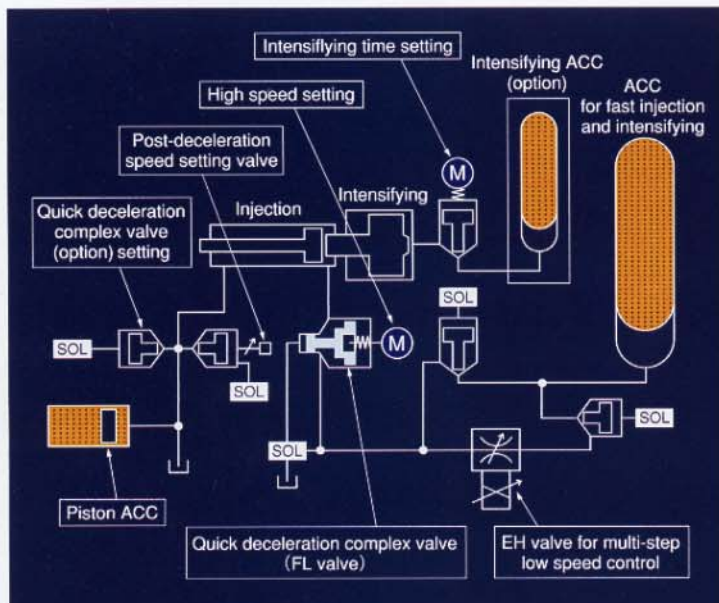 Intensiflying time setting
High speed setting
Post-deceleration
speed setting valve
Quick deceleration
complex valve
(option) setting
Injection
Intensifying
Intensifying ACC
(option)
ACC
for fast injection
and intensifying
M
SOL
SOL
SOL
M
SOL
SOL
SOL
Piston ACC
Quick deceleration complex valve
(FL valve)
EH valve for multi-step
low speed control